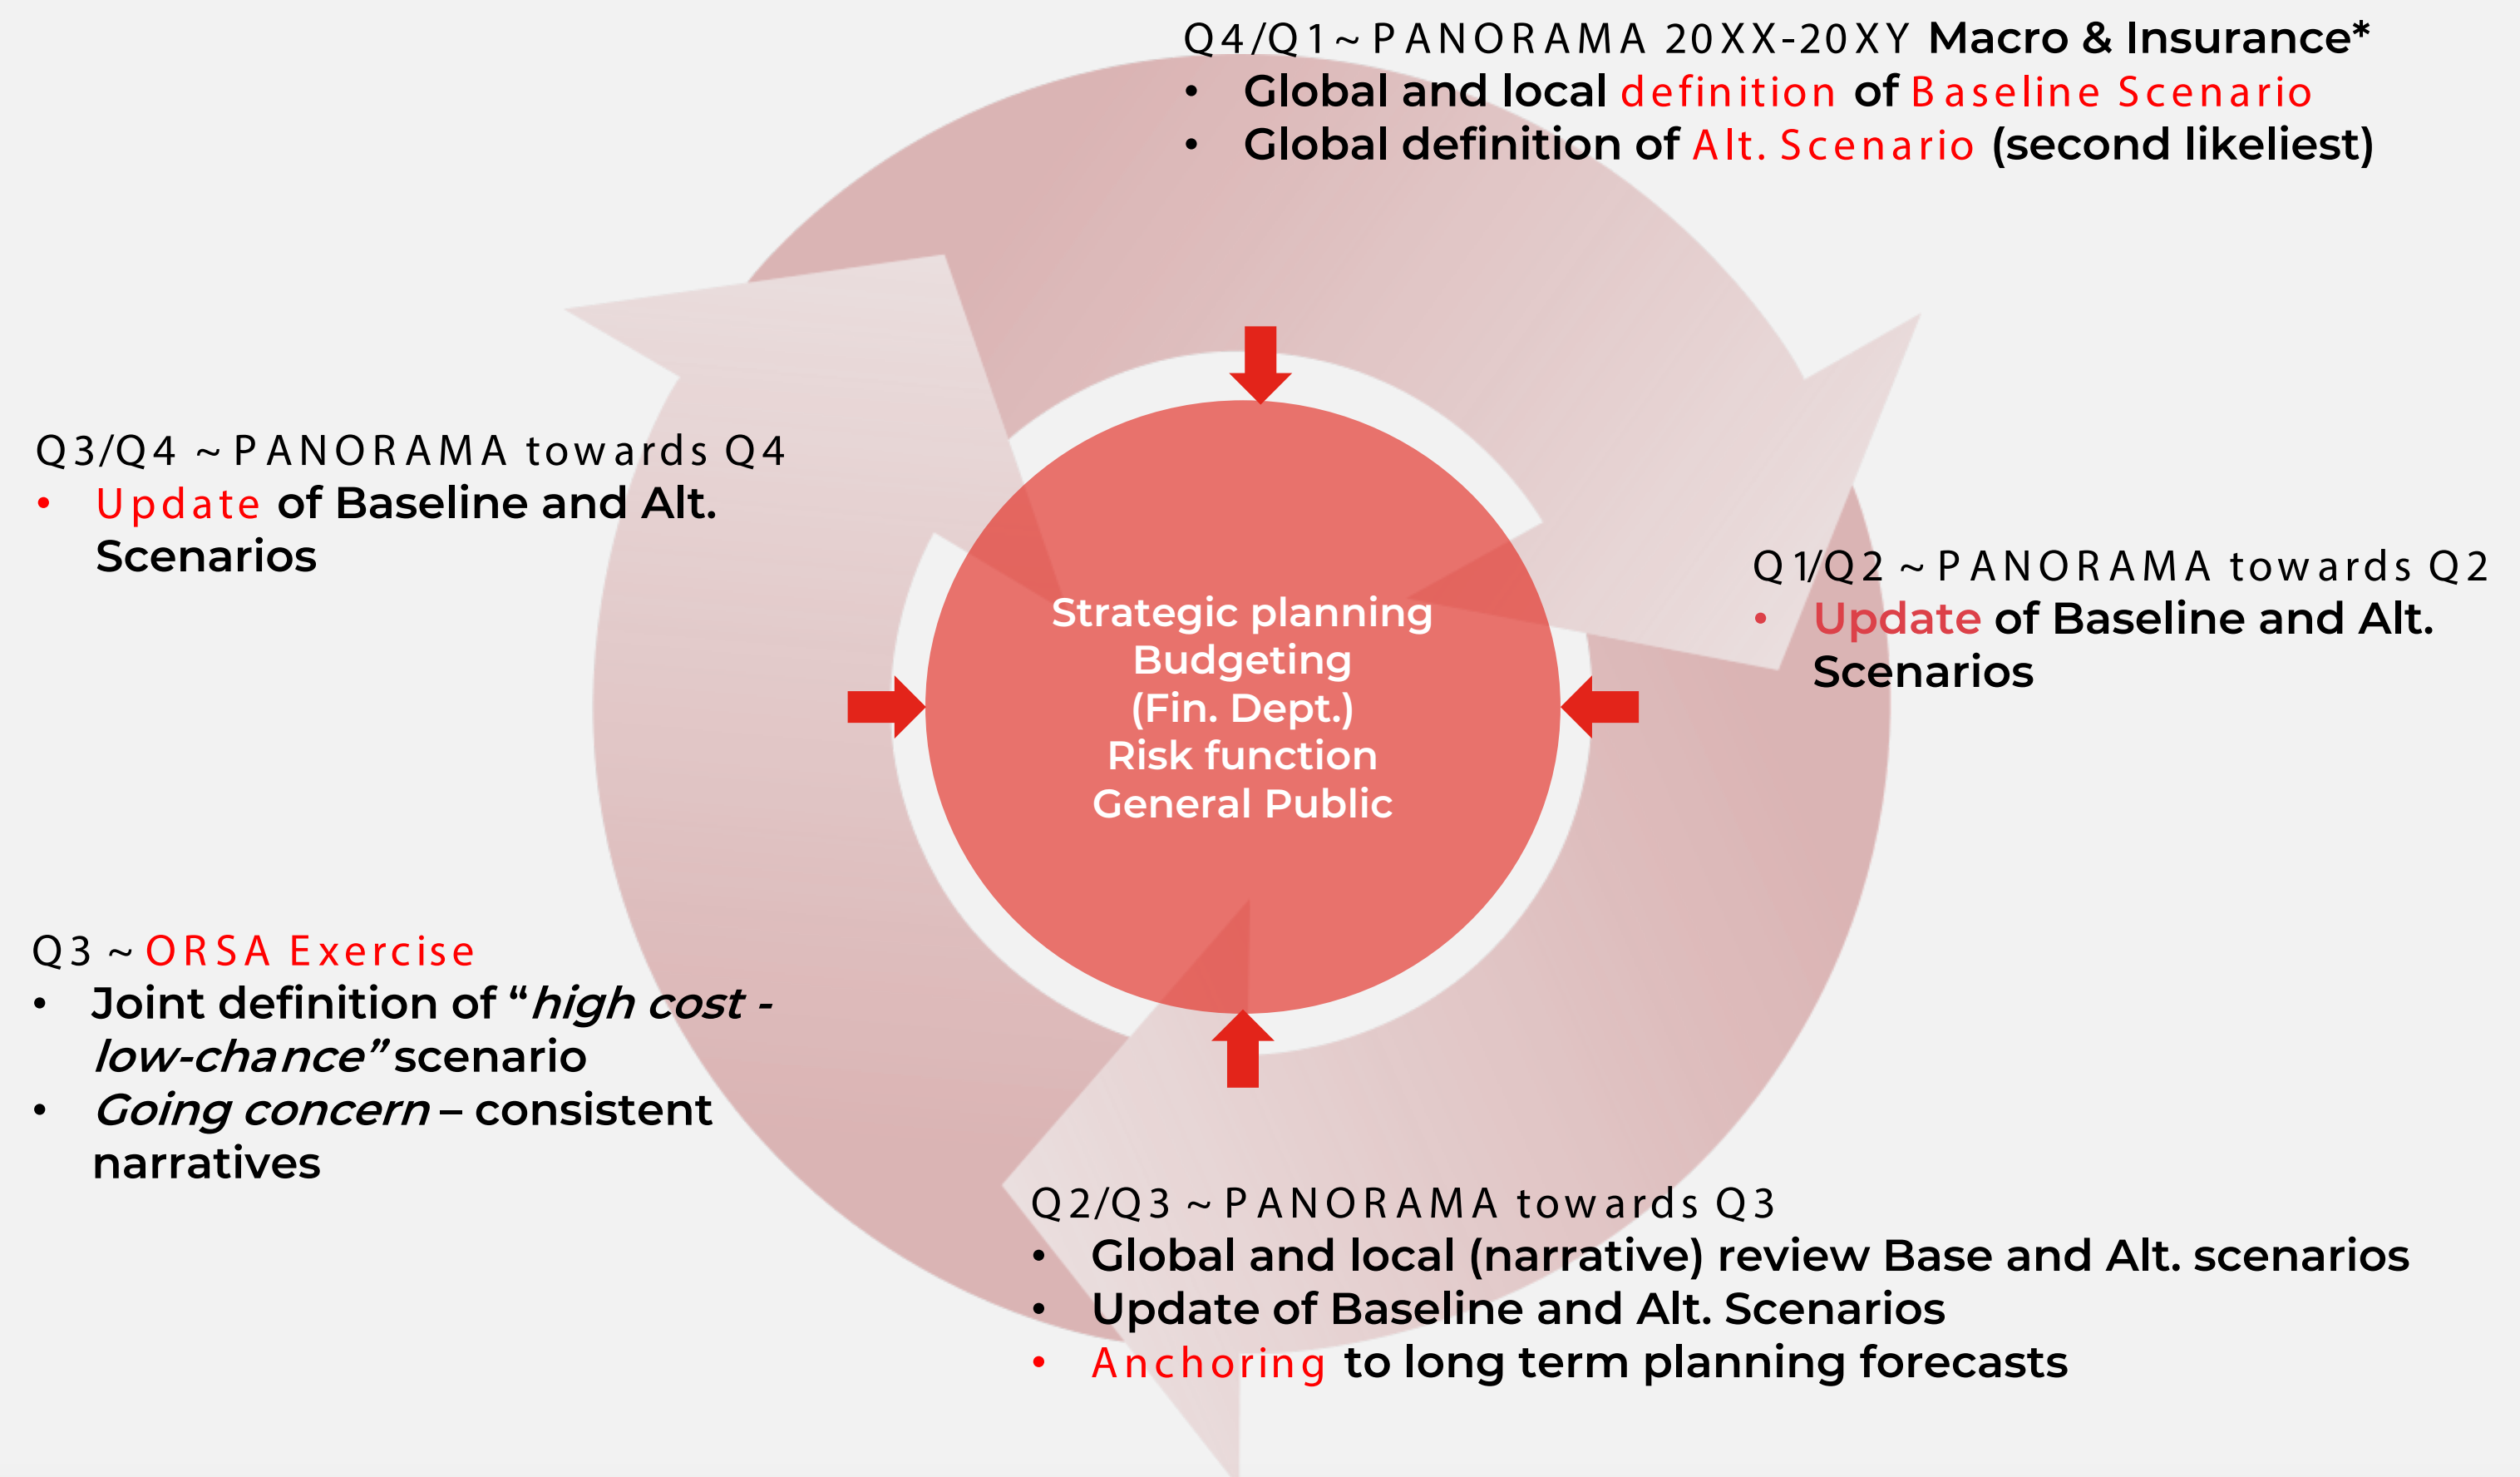 Q4/Q1~PANORAMA 20XX-20XY Macro & Insurance*
• Global and local definition of Baseline Scenario
• Global definition of Alt. Scenario (second likeliest)
Q1/Q2 ~ PANORAMA towards Q2
• Update of Baseline and Alt.
Scenarios
Q2/Q3 ~ PANORAMA towards Q3
• Global and local (narrative) review Base and Alt. scenarios
• Update of Baseline and Alt. Scenarios
• Anchoring to long term planning forecasts
Q3 ~ ORSA Exercise
• Joint definition of “high cost -
low-chance” scenario
• Going concern – consistent
narratives
Q3/Q4 ~ PANORAMA towards Q4
• Update of Baseline and Alt.
Scenarios
Strategic planning
Budgeting
(Fin. Dept.)
Risk function
General Public